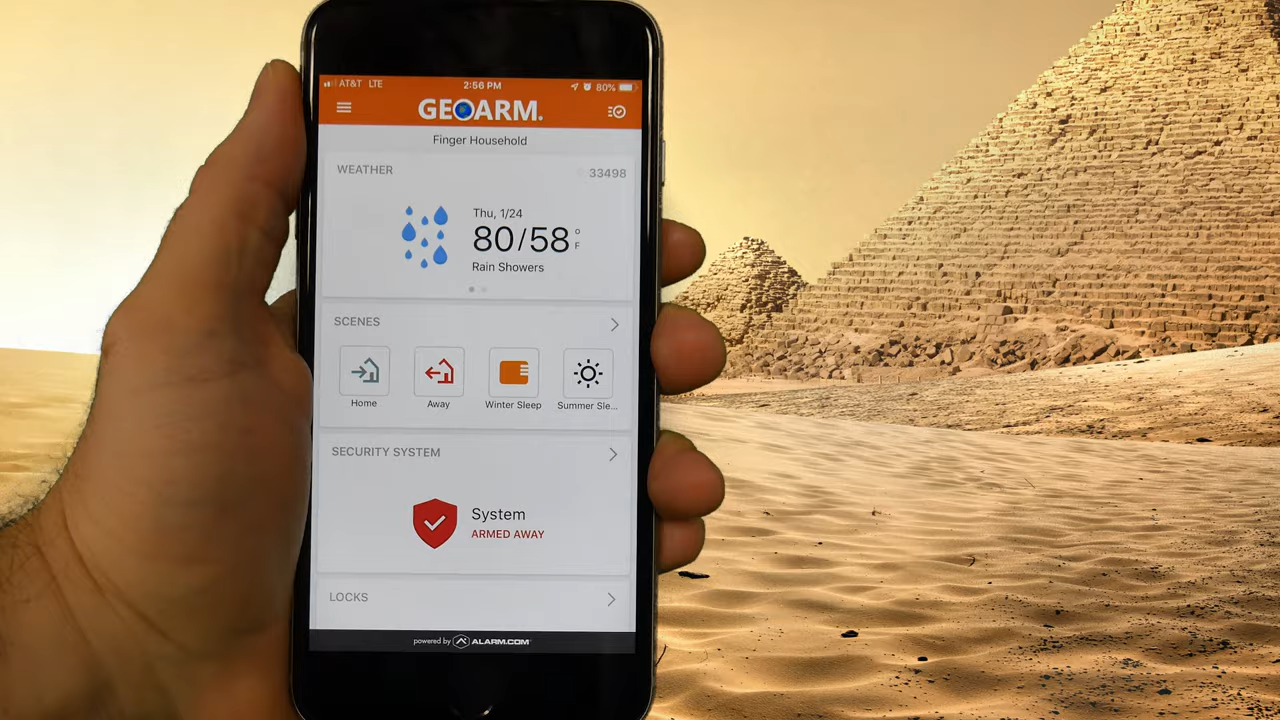 AT&T LTE 2:56 PM 80%
GEOARM.
Finger Household
WEATHER 33498
Thu, 1/24
80/58 °F
Rain Showers
SCENES
Home Away Winter Sleep Summer Sle...
SECURITY SYSTEM
System
ARMED AWAY
LOCKS
powered by ALARM.COM